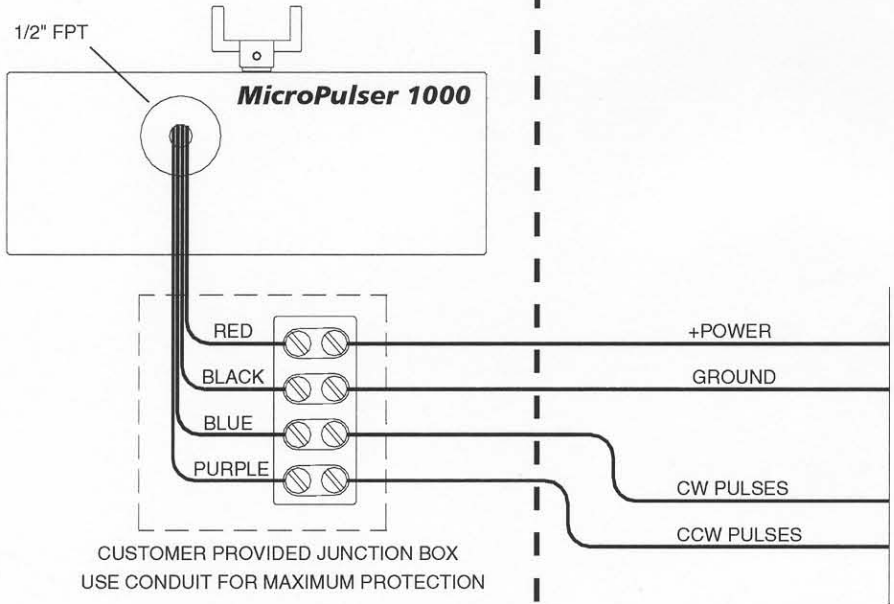 1/2" FPT
MicroPulser 1000
RED
+POWER
BLACK
GROUND
BLUE
PURPLE
CW PULSES
CCW PULSES
CUSTOMER PROVIDED JUNCTION BOX
USE CONDUIT FOR MAXIMUM PROTECTION